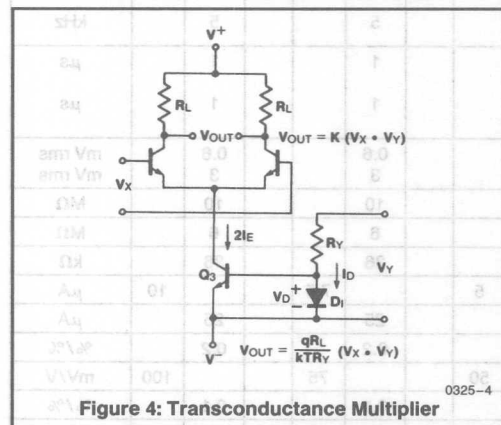 V+
RL
RL
VOUT
VOUT = K (VX • VY)
VX
2IE
RY
ID
VY
Q3
VD
+
−
D1
V−
VOUT = qRL/kTRY (VX • VY)
0325–4
Figure 4: Transconductance Multiplier